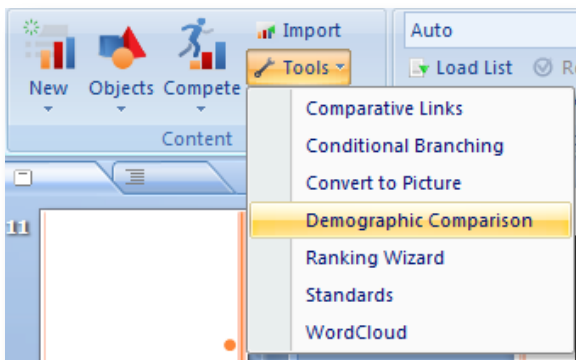 Import
Auto
Tools
Load List
New
Objects
Compete
Content
Comparative Links
Conditional Branching
Convert to Picture
Demographic Comparison
Ranking Wizard
Standards
WordCloud
11